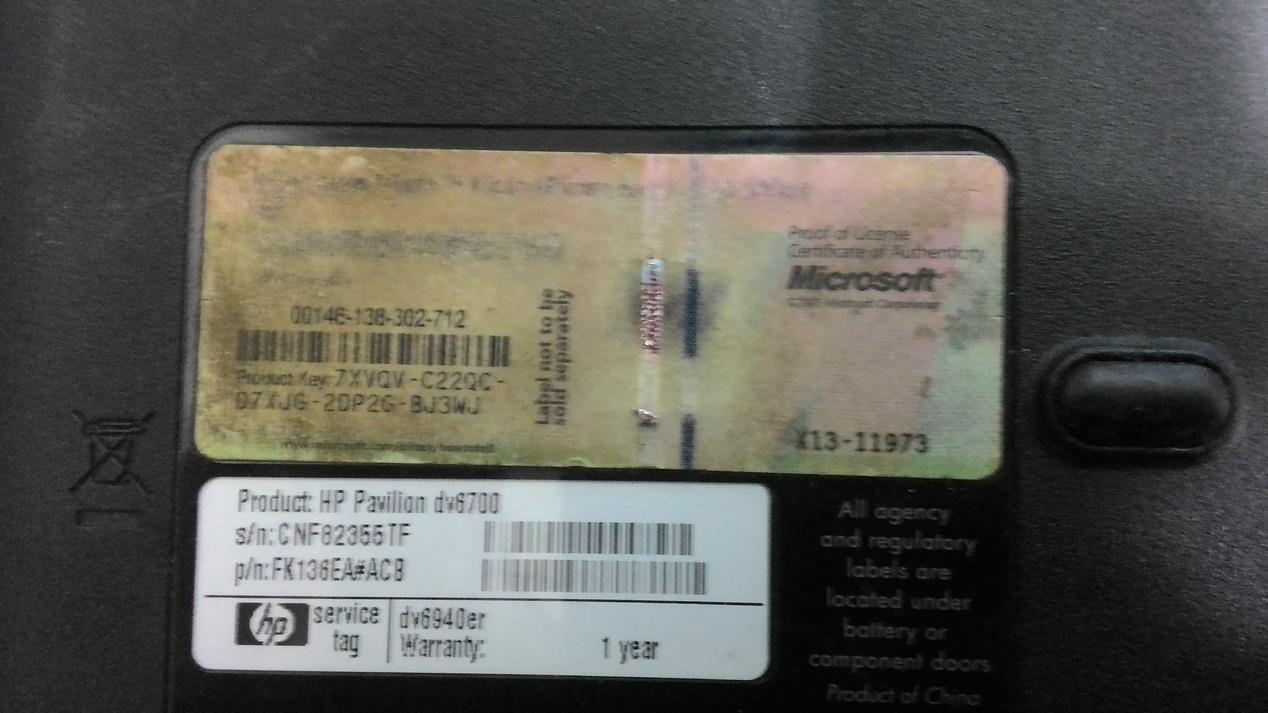 00146-138-302-712
Product Key: 7XVQV-C22QC-
D7XJG-2DP2G-BJ3WJ
Label not to be
sold separately
Proof of License
Certificate of Authenticity
Microsoft
X13-11973
Product: HP Pavilion dv6700
s/n: CNF82355TF
p/n: FK136EA#ACB
hp
service
tag
dv6940er
Warranty: 1 year
All agency
and regulatory
labels are
located under
battery or
component doors
Product of China